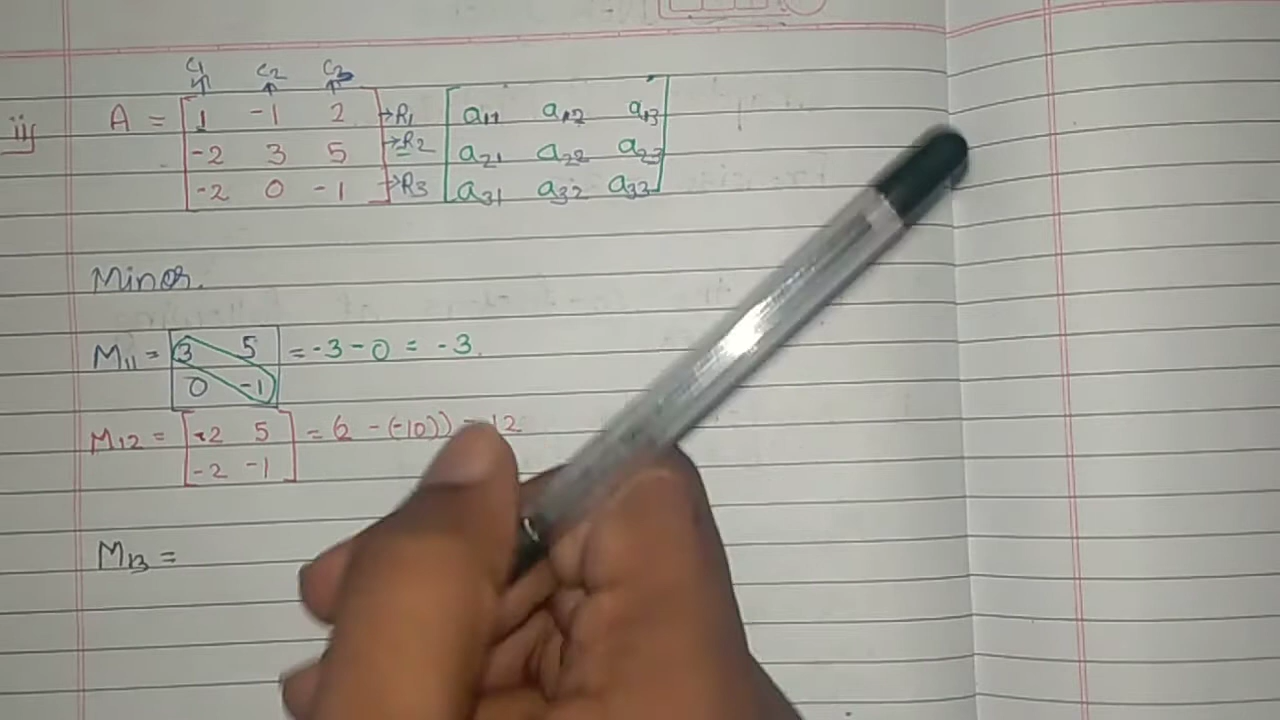 C1 C2 C3
ii) A = [ 1 -1 2 →R1 [ a11 a12 a13
-2 3 5 →R2 a21 a22 a23
-2 0 -1 ] →R3 a31 a32 a33 ]
Minor.
M11 = 3 5 = -3 - 0 = -3.
0 -1
M12 = [ -2 5 = (2 - (-10)) = 12
-2 -1 ]
M13 =